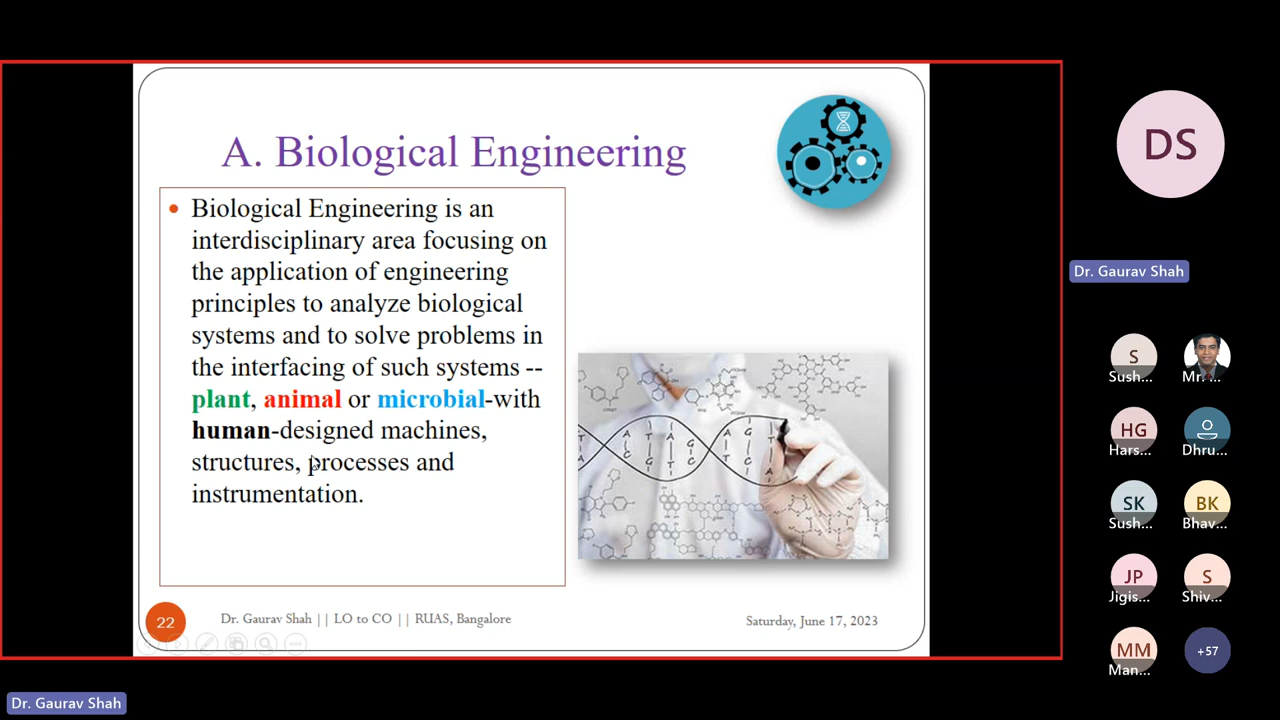 A. Biological Engineering
Biological Engineering is an
interdisciplinary area focusing on
the application of engineering
principles to analyze biological
systems and to solve problems in
the interfacing of such systems --
plant, animal or microbial-with
human-designed machines,
structures, processes and
instrumentation.
22
Dr. Gaurav Shah || LO to CO || RUAS, Bangalore
Saturday, June 17, 2023
DS
Dr. Gaurav Shah
S
Sush...
Mr. ...
HG
Hars...
Dhru...
SK
Sush...
BK
Bhav...
JP
Jigis...
S
Shiv...
MM
Man...
+57
Dr. Gaurav Shah